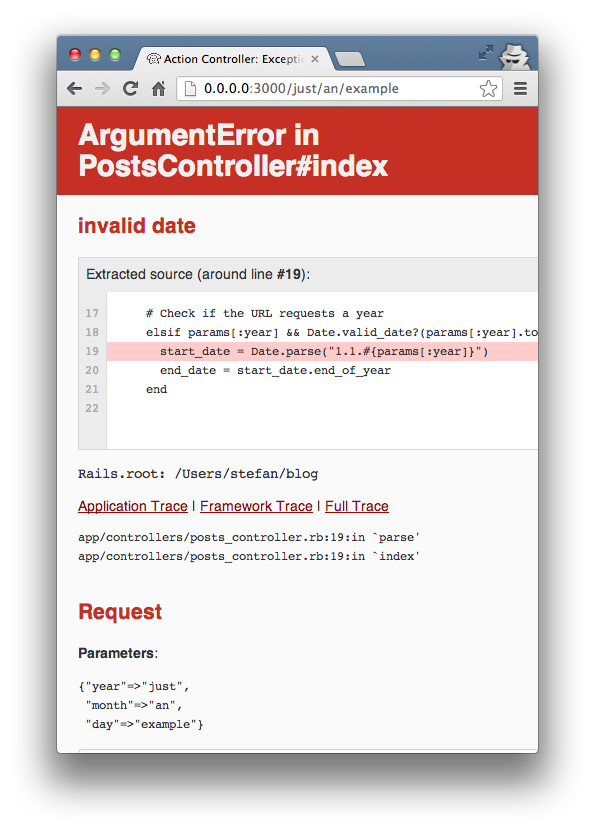 Action Controller: Excepti
0.0.0.0:3000/just/an/example
ArgumentError in
PostsController#index
invalid date
Extracted source (around line #19):
17 # Check if the URL requests a year
18 elsif params[:year] && Date.valid_date?(params[:year].to
19 start_date = Date.parse("1.1.#{params[:year]}")
20 end_date = start_date.end_of_year
21 end
22
Rails.root: /Users/stefan/blog
Application Trace | Framework Trace | Full Trace
app/controllers/posts_controller.rb:19:in `parse'
app/controllers/posts_controller.rb:19:in `index'
Request
Parameters:
{"year"=>"just",
"month"=>"an",
"day"=>"example"}